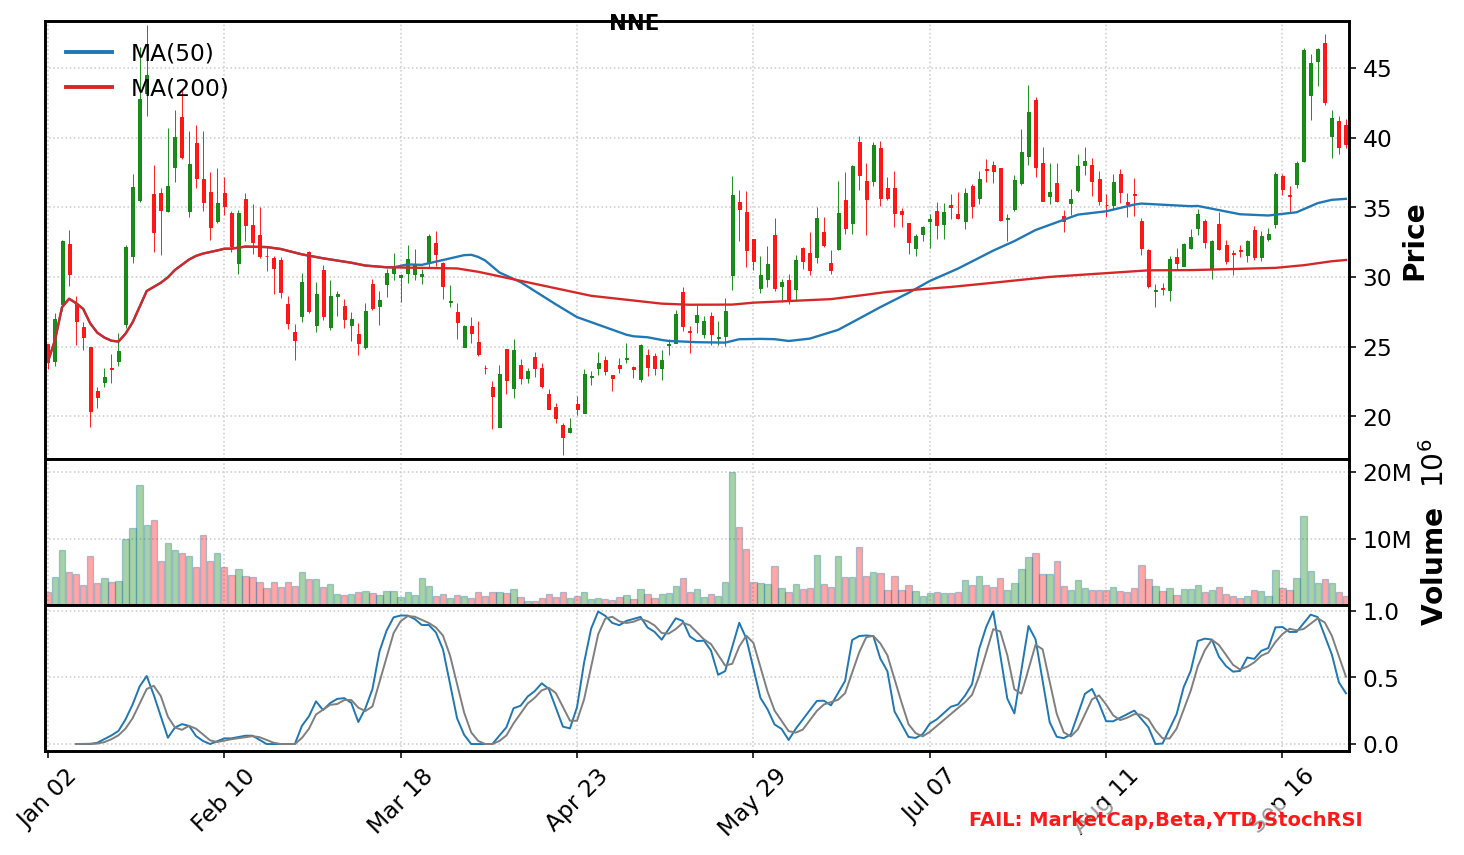 NNE
MA(50)
MA(200)
45
40
35
30
25
20
Price
20M
10M
Volume 10^6
1.0
0.5
0.0
Jan 02
Feb 10
Mar 18
Apr 23
May 29
Jul 07
Aug 11
Sep 16
FAIL: MarketCap,Beta,YTD,StochRSI